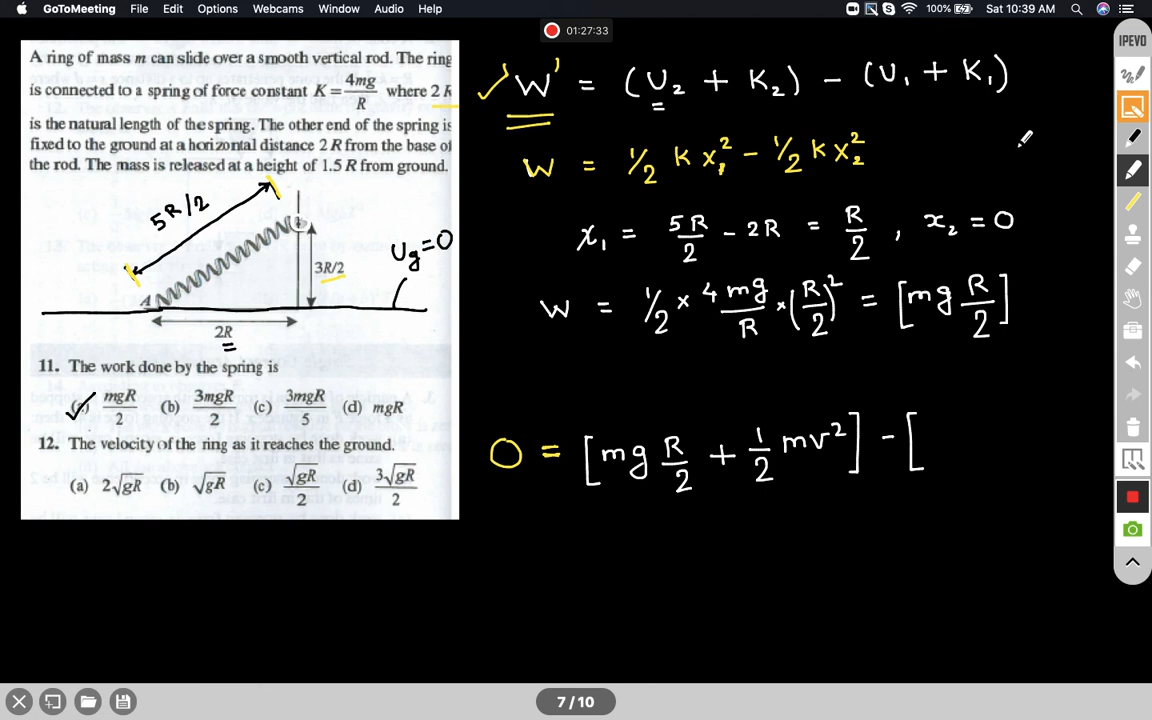 GoToMeeting File Edit Options Webcams Window Audio Help 100% Sat 10:39 AM
01:27:33
IPEVO
A ring of mass m can slide over a smooth vertical rod. The ring
is connected to a spring of force constant K = 4mg/R where 2 R
is the natural length of the spring. The other end of the spring is
fixed to the ground at a horizontal distance 2 R from the base of
the rod. The mass is released at a height of 1.5 R from ground.
5R/2
Ug=0
3R/2
A
2R
11. The work done by the spring is
(a) mgR/2 (b) 3mgR/2 (c) 3mgR/5 (d) mgR
12. The velocity of the ring as it reaches the ground.
(a) 2√gR (b) √gR (c) √gR/2 (d) 3√gR/2
W' = (U₂ + K₂) - (U₁ + K₁)
W = 1/2 K x₁² - 1/2 K x₂²
x₁ = 5R/2 - 2R = R/2 , x₂ = 0
W = 1/2 × 4mg/R × (R/2)² = [mg R/2]
0 = [mg R/2 + 1/2 mv²] - [
7 / 10